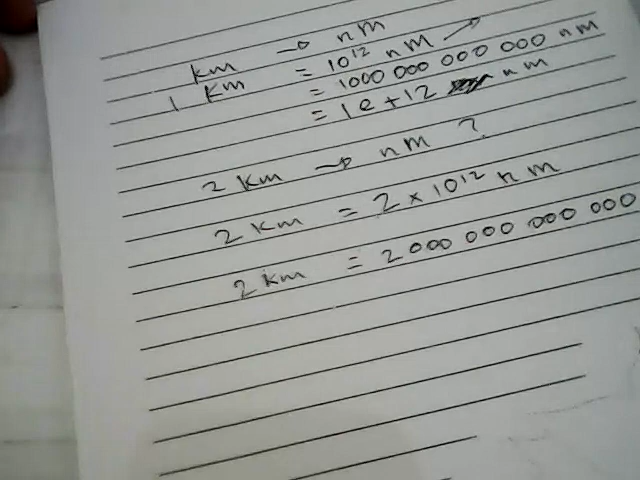 km → nm
1 km = 10¹² nm
= 1000 000 000 000 nm
= 1e+12 nm
2 km → nm ?
2 km = 2 × 10¹² nm
2 km = 2 000 000 000 000